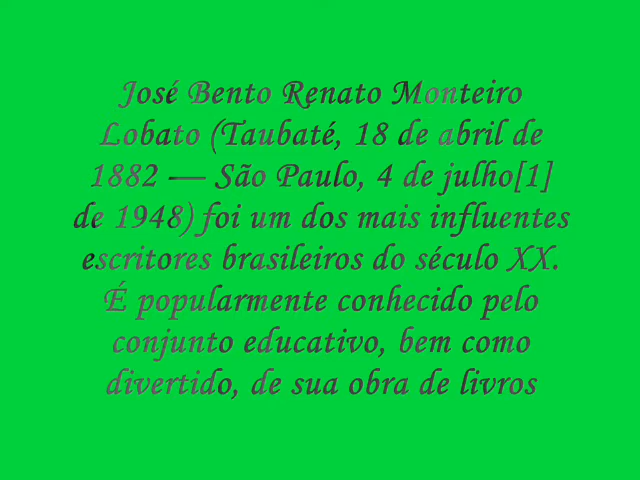 José Bento Renato Monteiro
Lobato (Taubaté, 18 de abril de
1882 — São Paulo, 4 de julho[1]
de 1948) foi um dos mais influentes
escritores brasileiros do século XX.
É popularmente conhecido pelo
conjunto educativo, bem como
divertido, de sua obra de livros